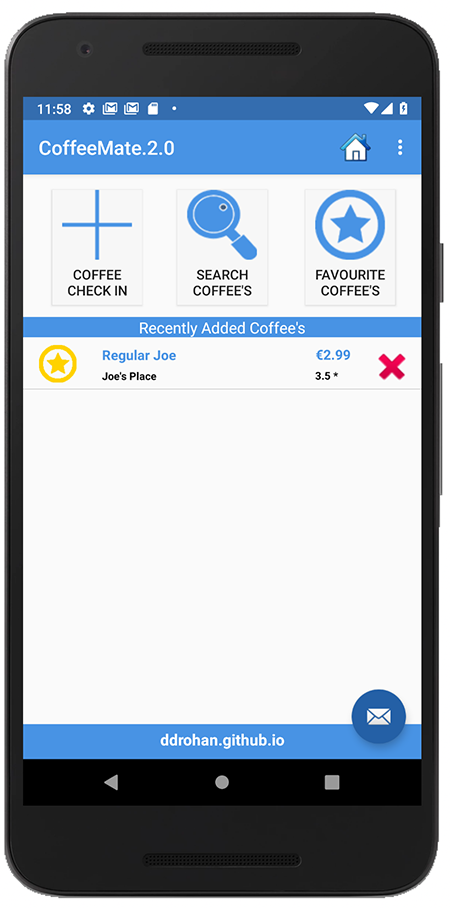 11:58
CoffeeMate.2.0
COFFEE
CHECK IN
SEARCH
COFFEE'S
FAVOURITE
COFFEE'S
Recently Added Coffee's
Regular Joe €2.99
Joe's Place 3.5 *
ddrohan.github.io